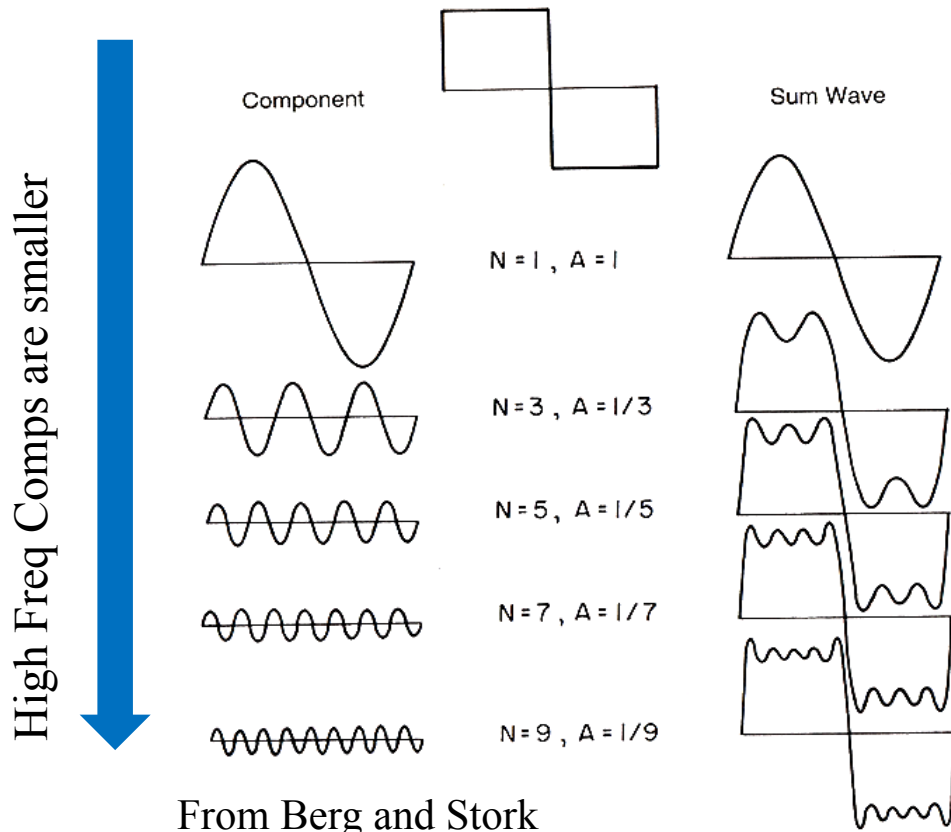 Component
Sum Wave
High Freq Comps are smaller
N=1, A=1
N=3, A=1/3
N=5, A=1/5
N=7, A=1/7
N=9, A=1/9
From Berg and Stork